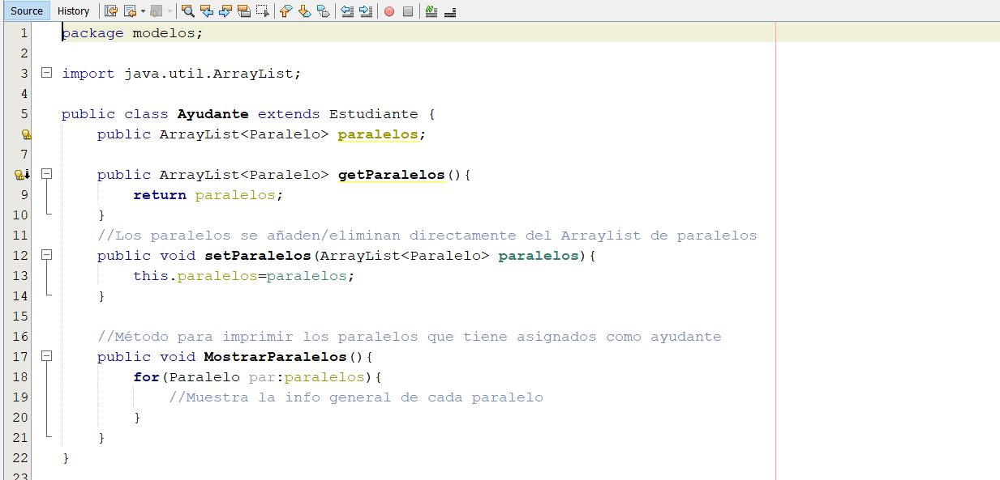 Source History
1 package modelos;
2
3 import java.util.ArrayList;
4
5 public class Ayudante extends Estudiante {
public ArrayList<Paralelo> paralelos;
7
public ArrayList<Paralelo> getParalelos(){
9 return paralelos;
10 }
11 //Los paralelos se añaden/eliminan directamente del Arraylist de paralelos
12 public void setParalelos(ArrayList<Paralelo> paralelos){
13 this.paralelos=paralelos;
14 }
15
16 //Método para imprimir los paralelos que tiene asignados como ayudante
17 public void MostrarParalelos(){
18 for(Paralelo par:paralelos){
19 //Muestra la info general de cada paralelo
20 }
21 }
22 }
23